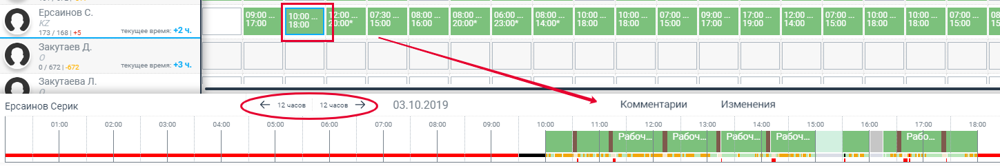 Ерсаинов С.
KZ
173 / 168 | +5
текущее время: +2 ч.
09:00 ... 10:00 ... 12:00 ... 07:30 ... 08:00 ... 08:00 ... 06:00 ... 08:00 ... 10:00 ... 10:00 ... 07:00 ... 09:00 ... 17:00 ... 12:00 ... 07:00 ... 10:00 ... 10:00 ... 07:00 ...
17:00 18:00 20:00* 15:00 16:00 20:00* 23:00* 14:00* 18:00 18:00 15:00 18:00 19:00 14:00 15:00 18:00 18:00 15:00
Закутаев Д.
O
0 / 672 | -672
текущее время: +3 ч.
Закутаева Л.
Ерсаинов Серик
12 часов 12 часов
03.10.2019
Комментарии Изменения
01:00 02:00 03:00 04:00 05:00 06:00 07:00 08:00 09:00 10:00 11:00 12:00 13:00 14:00 15:00 16:00 17:00 18:00
Рабоч... Рабоч... Рабоч... Рабоч... Рабо...